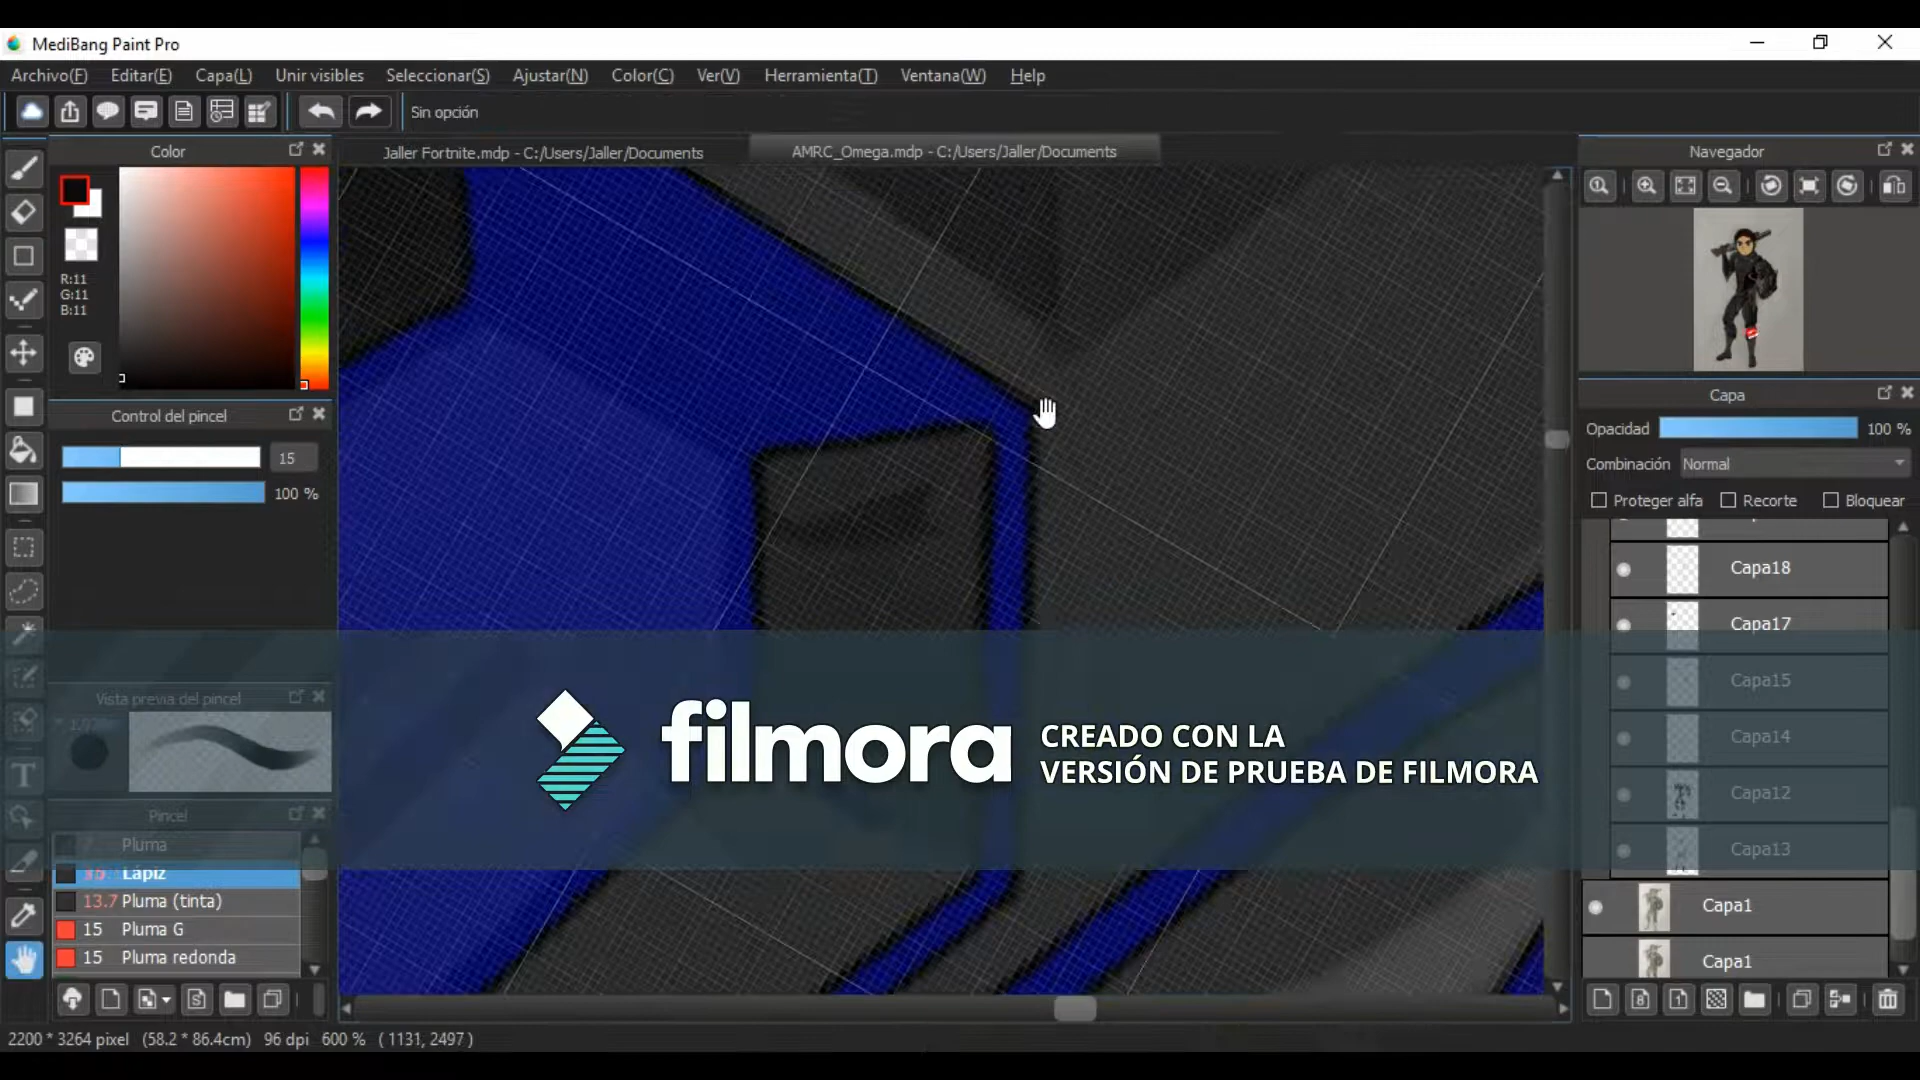 MediBang Paint Pro
Archivo(F) Editar(E) Capa(L) Unir visibles Seleccionar(S) Ajustar(N) Color(C) Ver(V) Herramienta(T) Ventana(W) Help
Sin opción
Color
Jaller Fortnite.mdp - C:/Users/Jaller/Documents
AMRC_Omega.mdp - C:/Users/Jaller/Documents
Navegador
R:11
G:11
B:11
Control del pincel
15
100 %
Capa
Opacidad 100 %
Combinación Normal
Proteger alfa Recorte Bloquear
Capa18
Capa17
Capa15
Capa14
Capa12
Capa13
Capa1
Capa1
Vista previa del pincel
filmora
CREADO CON LA
VERSIÓN DE PRUEBA DE FILMORA
Pincel
Pluma
Lápiz
13.7 Pluma (tinta)
15 Pluma G
15 Pluma redonda
2200 * 3264 pixel (58.2 * 86.4cm) 96 dpi 600 % ( 1131, 2497 )